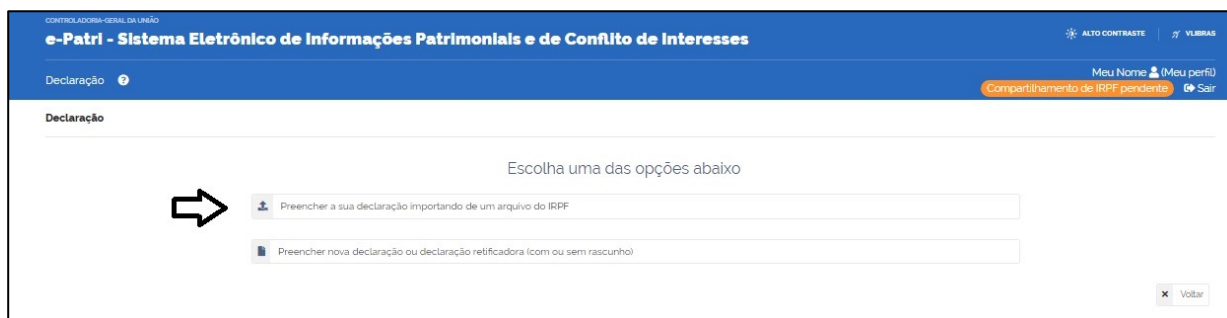 CONTROLADORIA-GERAL DA UNIÃO
e-Patri - Sistema Eletrônico de Informações Patrimoniais e de Conflito de Interesses
ALTO CONTRASTE
VLIBRAS
Declaração ?
Meu Nome (Meu perfil)
Compartilhamento de IRPF pendente Sair
Declaração
Escolha uma das opções abaixo
Preencher a sua declaração importando de um arquivo do IRPF
Preencher nova declaração ou declaração retificadora (com ou sem rascunho)
Voltar